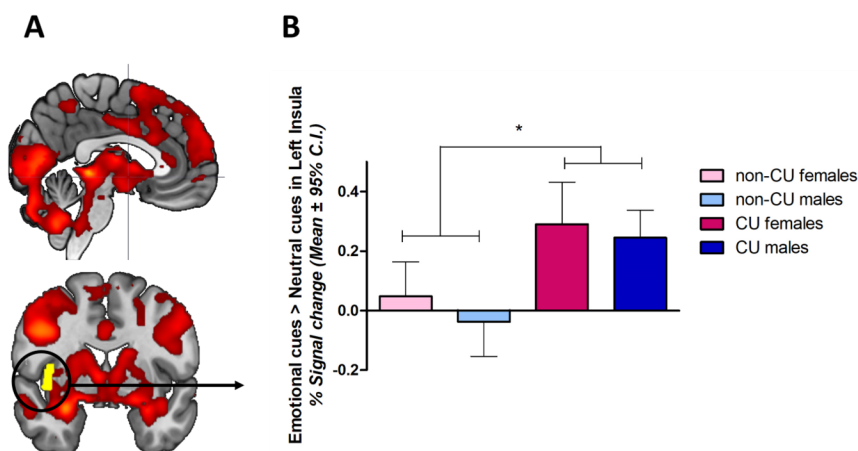 A
B
Emotional cues > Neutral cues in Left Insula
% Signal change (Mean ± 95% C.I.)
0.4
0.2
0.0
-0.2
*
non-CU females
non-CU males
CU females
CU males